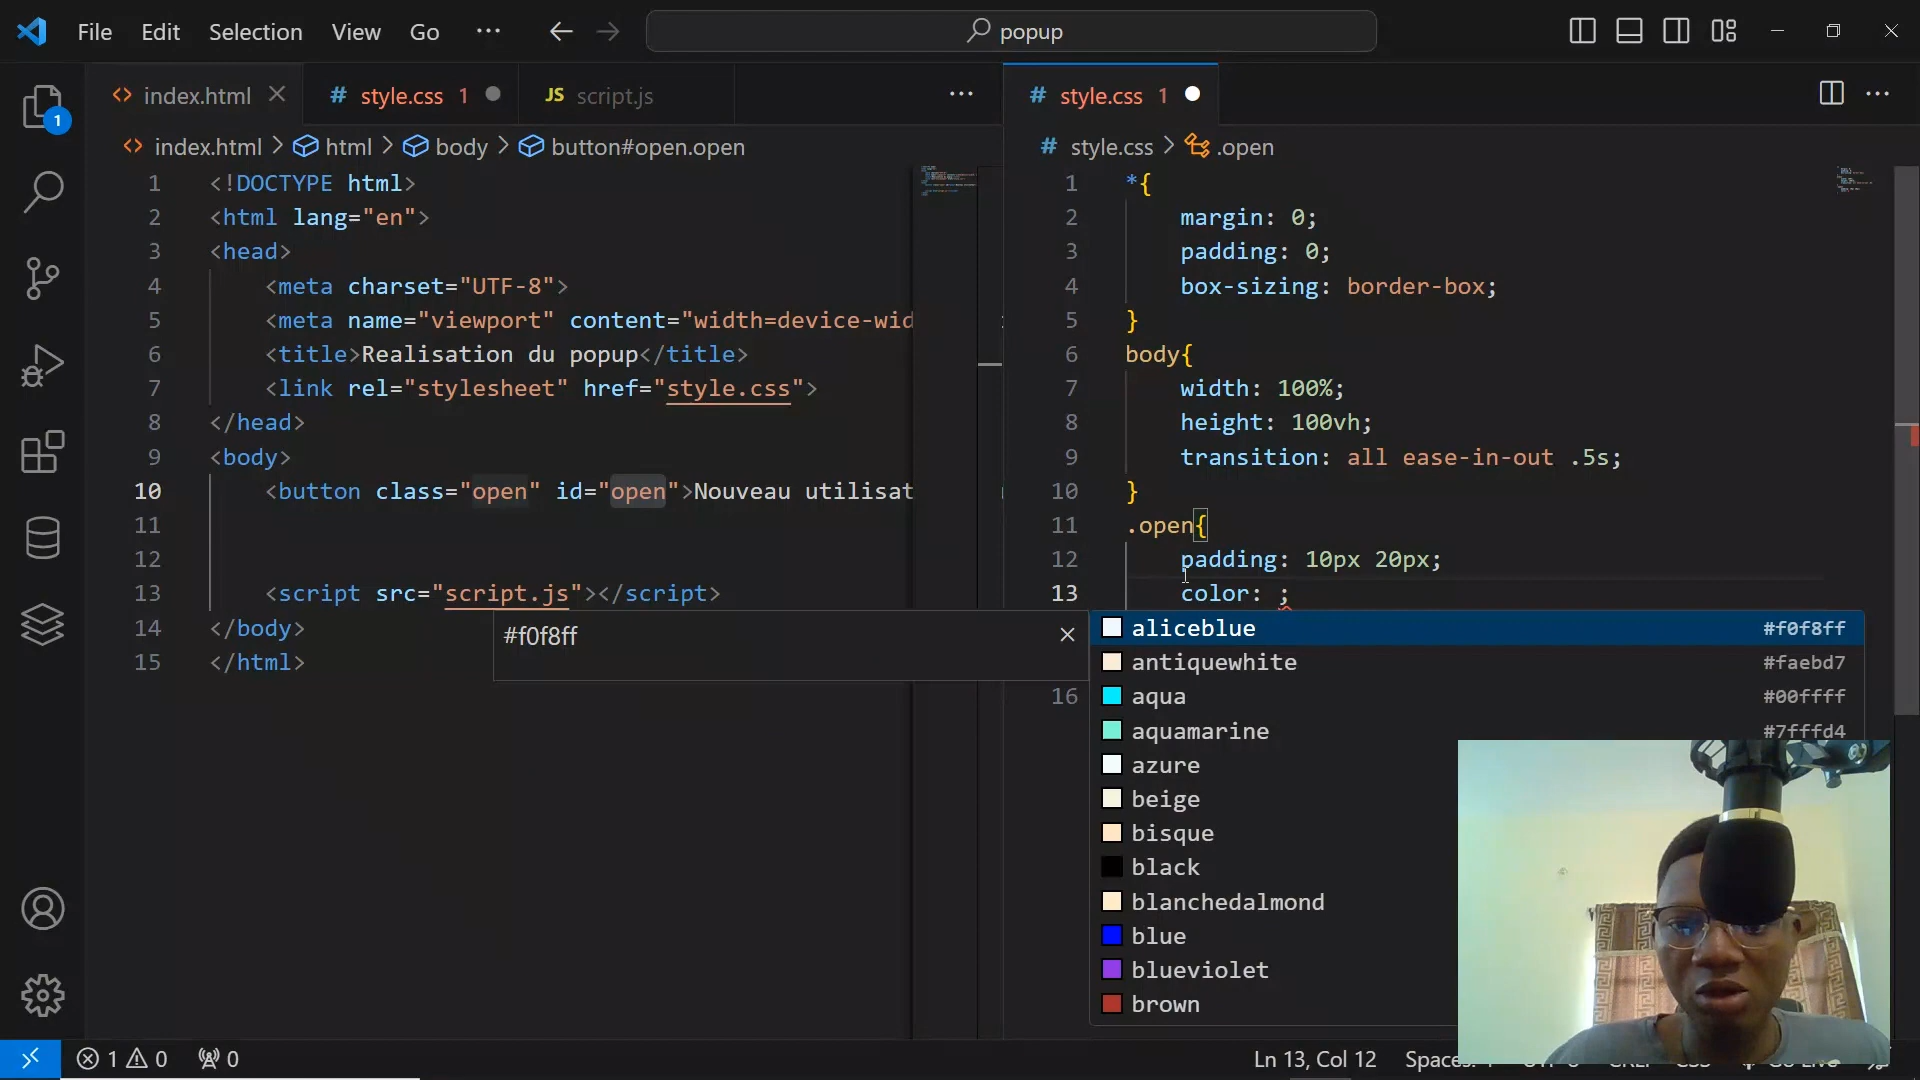 File Edit Selection View Go ··· popup
index.html style.css 1 JS script.js ···
index.html > html > body > button#open.open
1 <!DOCTYPE html>
2 <html lang="en">
3 <head>
4 <meta charset="UTF-8">
5 <meta name="viewport" content="width=device-wid
6 <title>Realisation du popup</title>
7 <link rel="stylesheet" href="style.css">
8 </head>
9 <body>
10 <button class="open" id="open">Nouveau utilisat
11
12
13 <script src="script.js"></script>
14 </body>
15 </html>
#f0f8ff
# style.css 1 ···
# style.css > .open
1 *{
2 margin: 0;
3 padding: 0;
4 box-sizing: border-box;
5 }
6 body{
7 width: 100%;
8 height: 100vh;
9 transition: all ease-in-out .5s;
10 }
11 .open{
12 padding: 10px 20px;
13 color: ;
16
aliceblue #f0f8ff
antiquewhite #faebd7
aqua #00ffff
aquamarine #7fffd4
azure
beige
bisque
black
blanchedalmond
blue
blueviolet
brown
1
1 0 0
Ln 13, Col 12